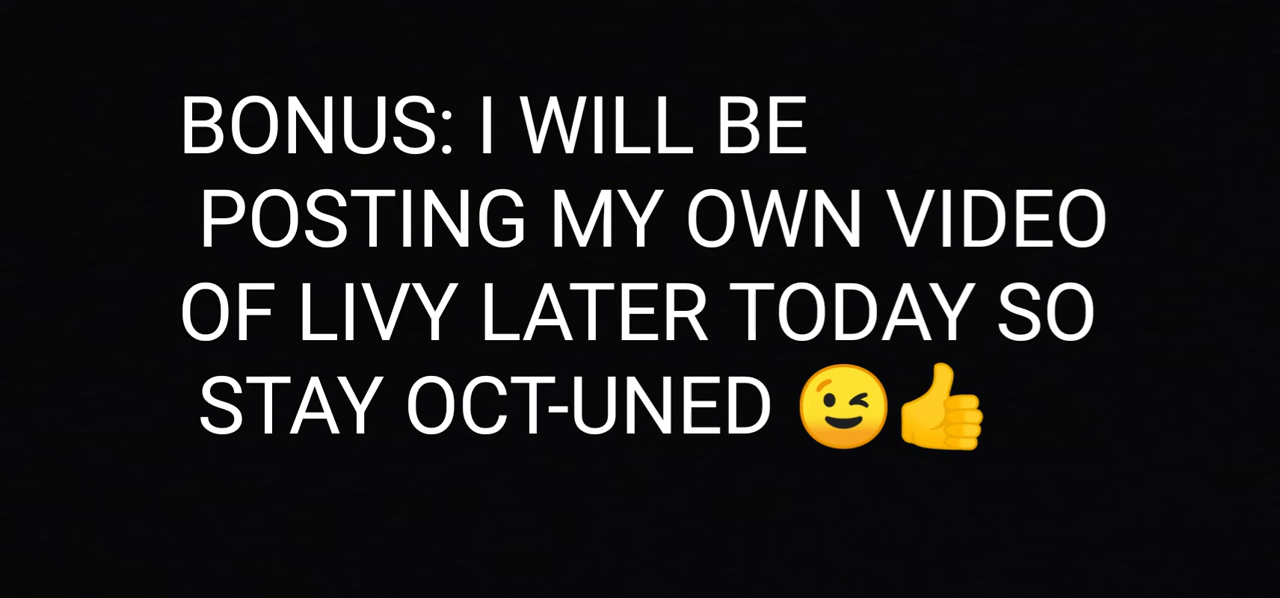 BONUS: I WILL BE
POSTING MY OWN VIDEO
OF LIVY LATER TODAY SO
STAY OCT-UNED 😉👍